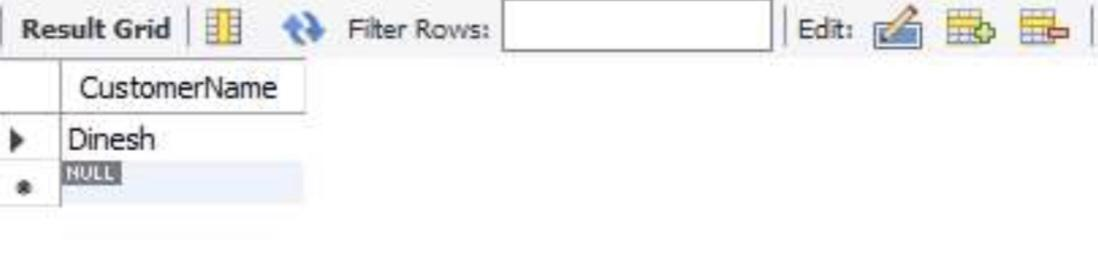 Result Grid Filter Rows: Edit:
CustomerName
Dinesh
NULL